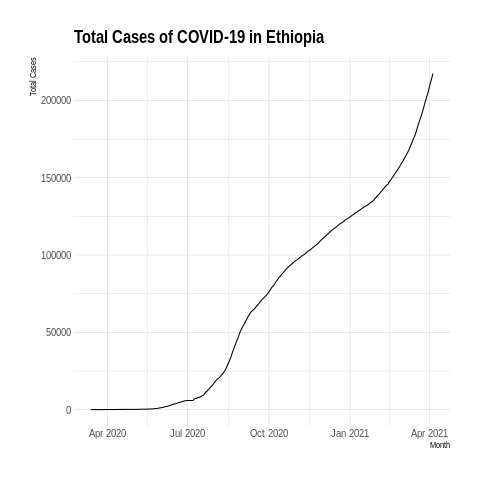 Total Cases of COVID-19 in Ethiopia
Total Cases
200000
150000
100000
50000
0
Apr 2020 Jul 2020 Oct 2020 Jan 2021 Apr 2021
Month